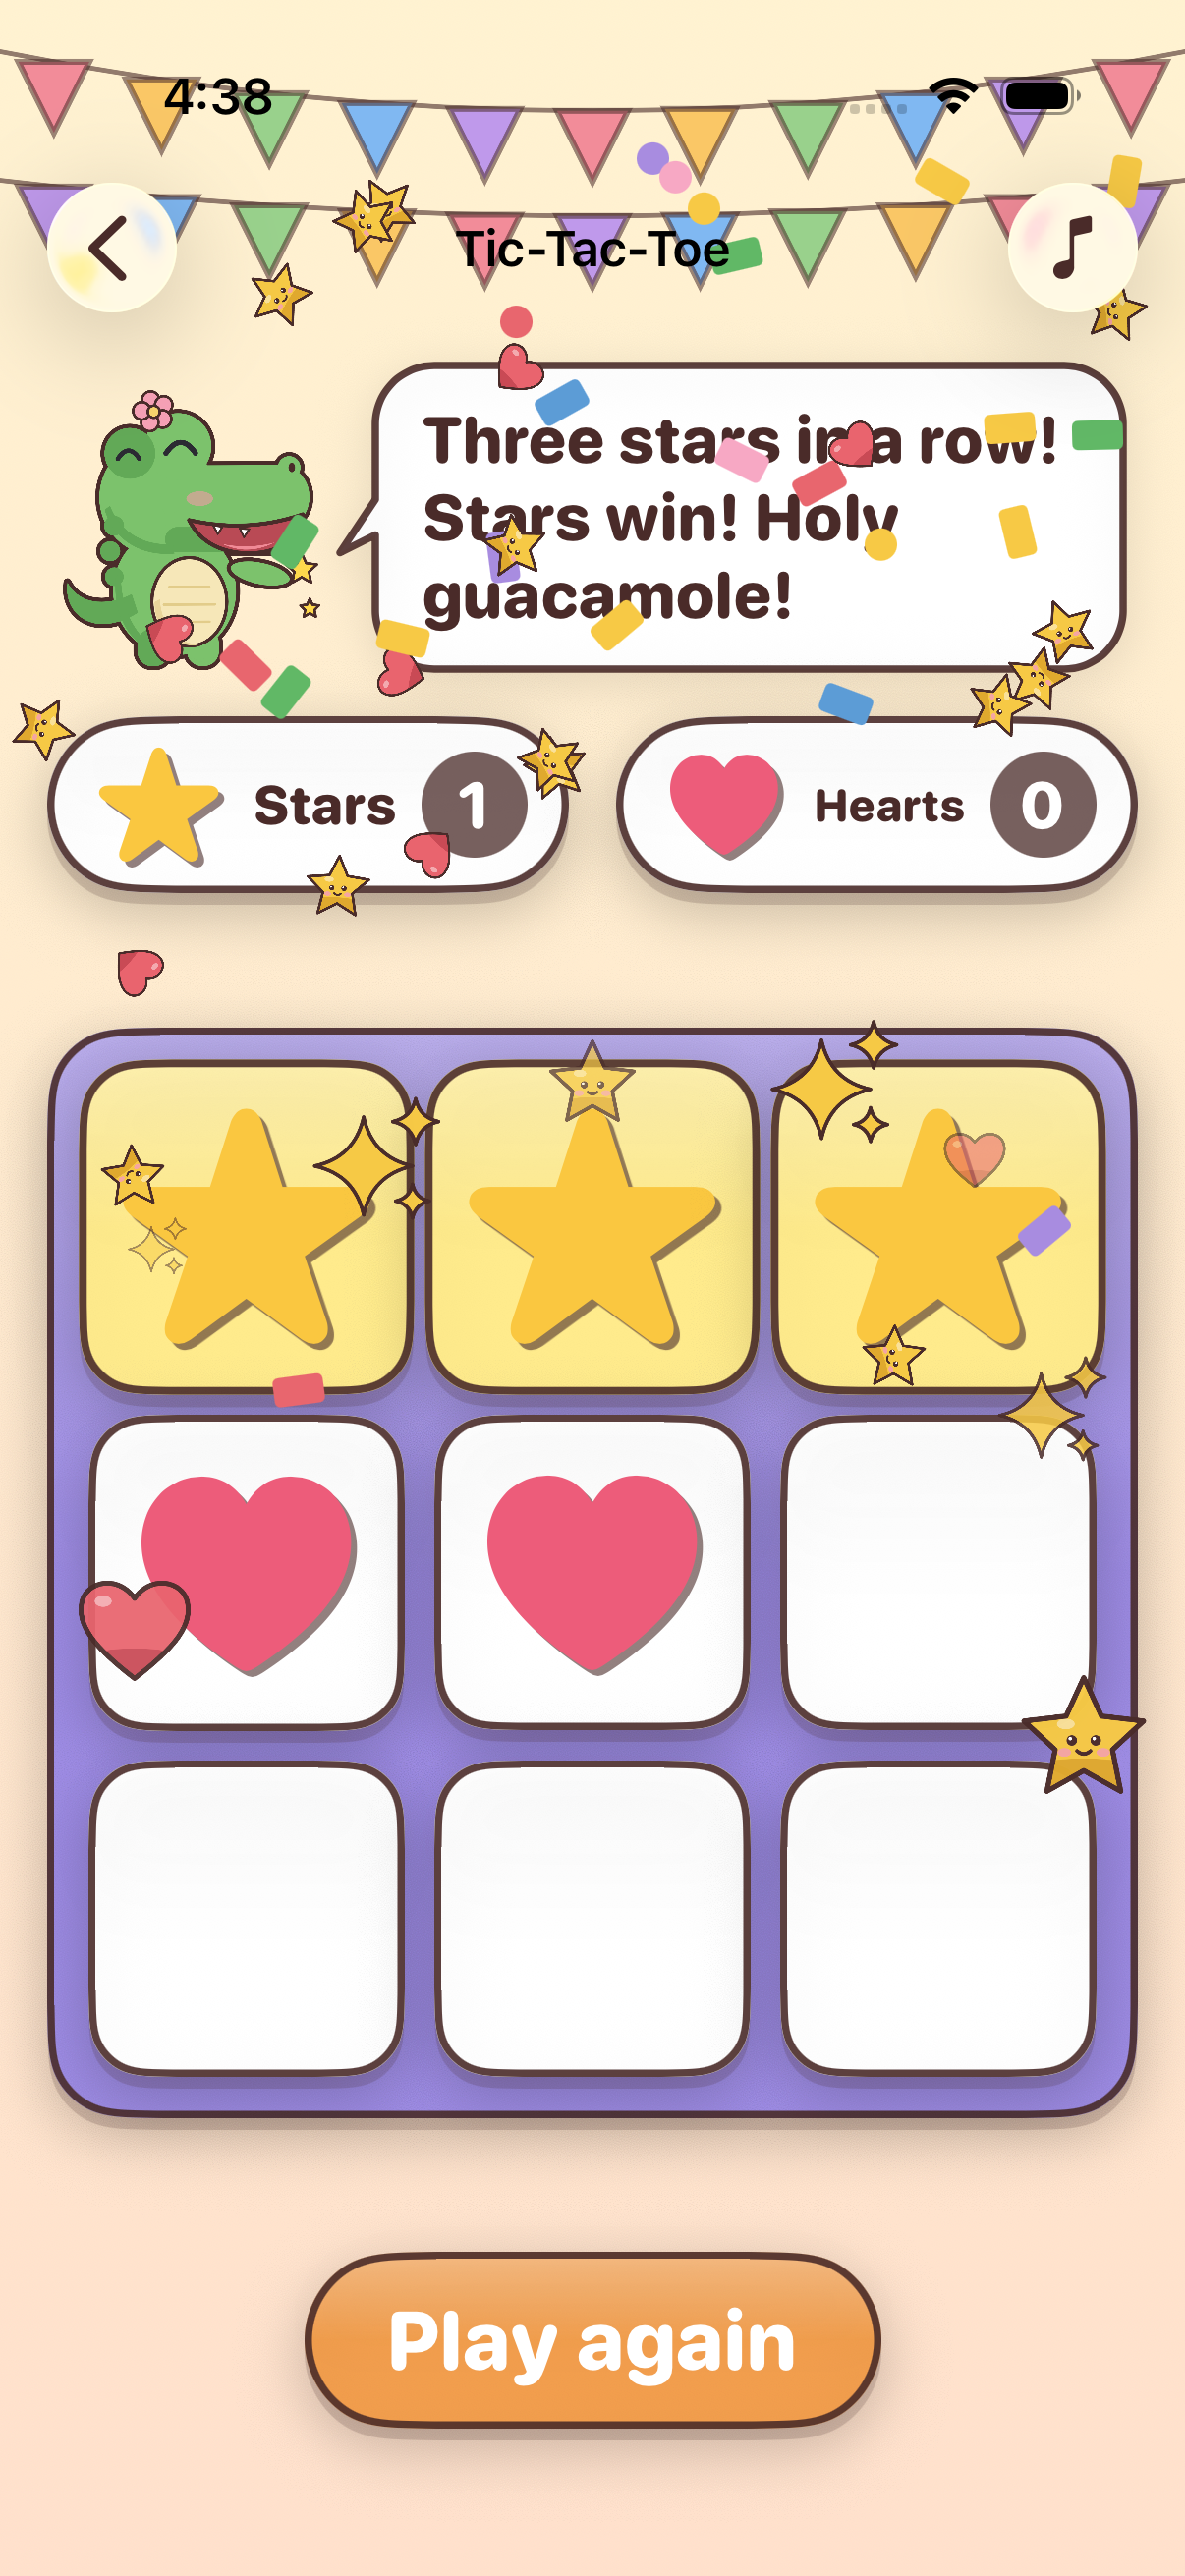 4:38
Tic-Tac-Toe
Three stars in a row!
Stars win! Holy
guacamole!
Stars 1
Hearts 0
Play again